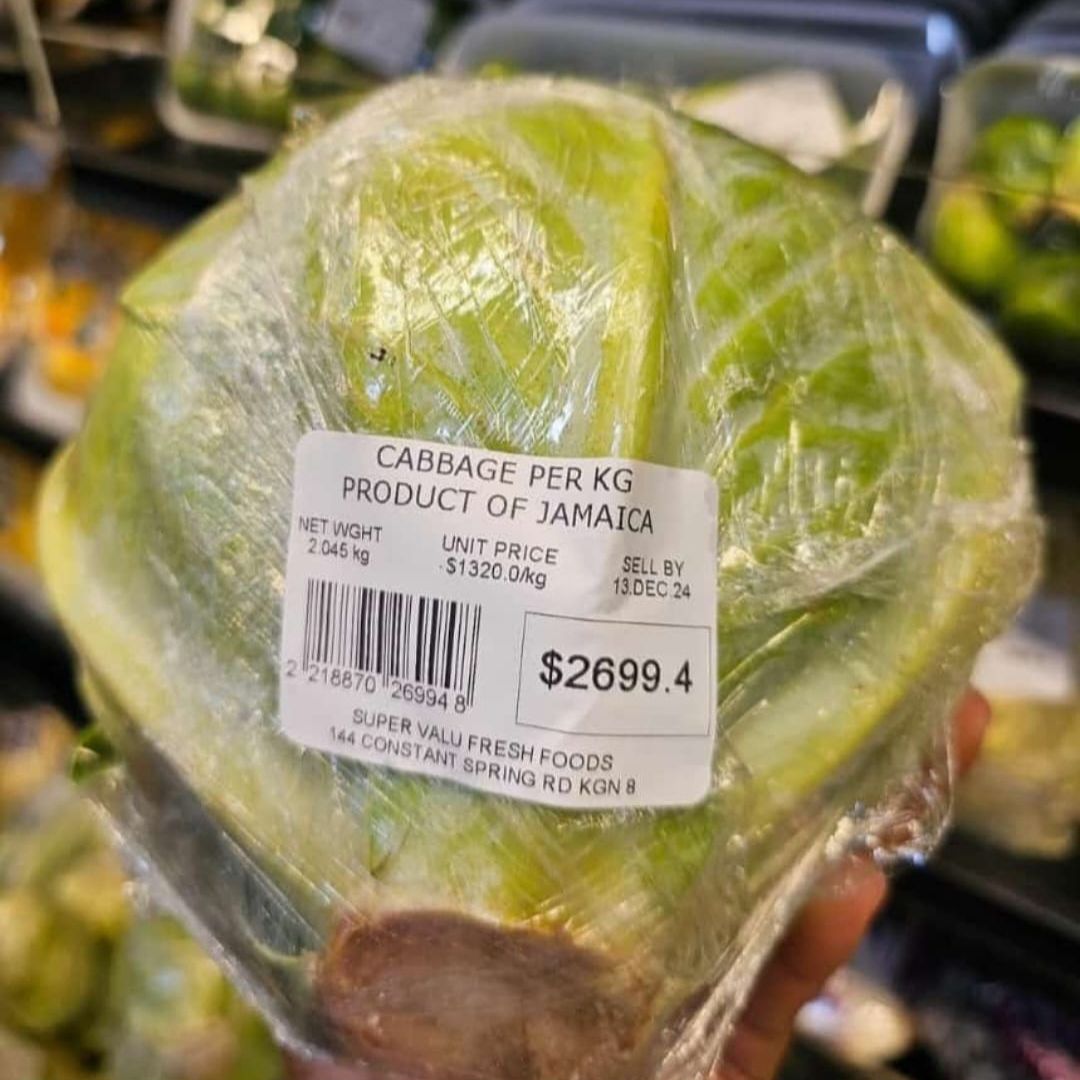 CABBAGE PER KG
PRODUCT OF JAMAICA
NET WGHT
2.045 kg
UNIT PRICE
$1320.0/kg
SELL BY
13.DEC 24
$2699.4
2 218870 26994 8
SUPER VALU FRESH FOODS
144 CONSTANT SPRING RD KGN 8